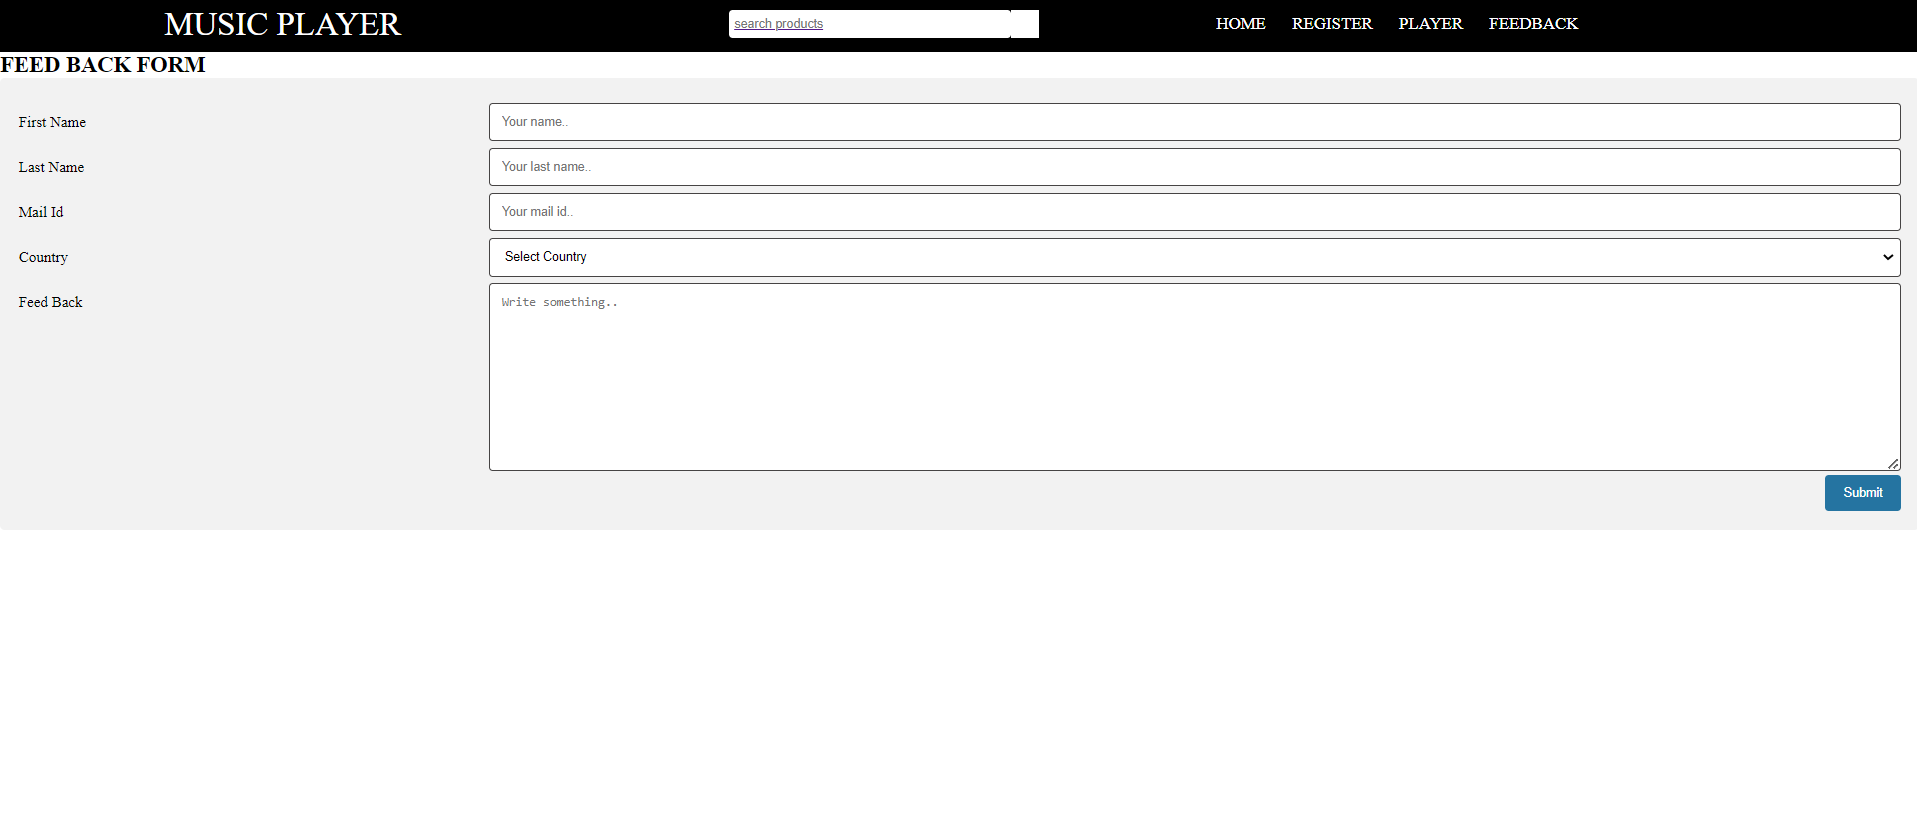 MUSIC PLAYER search products HOME REGISTER PLAYER FEEDBACK
FEED BACK FORM
First Name Your name..
Last Name Your last name..
Mail Id Your mail id..
Country Select Country
Feed Back Write something..
Submit